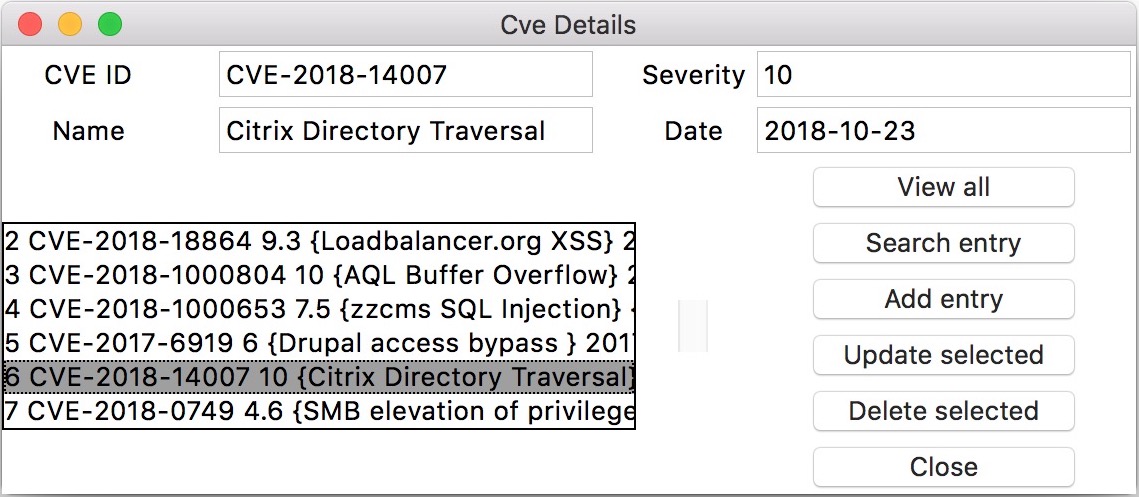 Cve Details
CVE ID CVE-2018-14007 Severity 10
Name Citrix Directory Traversal Date 2018-10-23
View all
2 CVE-2018-18864 9.3 {Loadbalancer.org XSS} 2
Search entry
3 CVE-2018-1000804 10 {AQL Buffer Overflow} 2
Add entry
4 CVE-2018-1000653 7.5 {zzcms SQL Injection} {
5 CVE-2017-6919 6 {Drupal access bypass } 2017
Update selected
6 CVE-2018-14007 10 {Citrix Directory Traversal}
7 CVE-2018-0749 4.6 {SMB elevation of privilege
Delete selected
Close